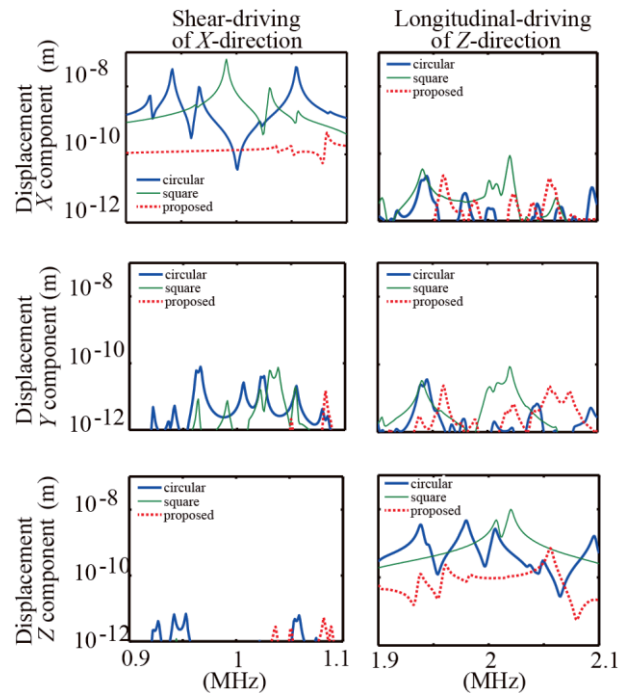 Shear-driving
of X-direction
Longitudinal-driving
of Z-direction
Displacement
X component (m)
10-8
10-10
10-12
circular
square
proposed
circular
square
proposed
Displacement
Y component (m)
10-8
10-10
10-12
circular
square
proposed
circular
square
proposed
Displacement
Z component (m)
10-8
10-10
10-12
circular
square
proposed
circular
square
proposed
0.9
1
1.1
(MHz)
1.9
2
2.1
(MHz)